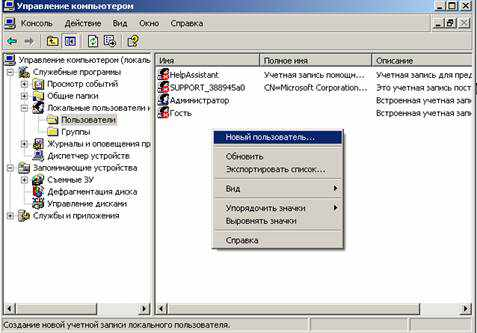 Управление компьютером
Консоль Действие Вид Окно Справка
Управление компьютером (локаль
Служебные программы
Просмотр событий
Общие папки
Локальные пользователи и
Пользователи
Группы
Журналы и оповещения пр
Диспетчер устройств
Запоминающие устройства
Съемные ЗУ
Дефрагментация диска
Управление дисками
Службы и приложения
Имя Полное имя Описание
HelpAssistant Учетная запись помощн... Учетная запись для пред
SUPPORT_388945a0 CN=Microsoft Corporation... Это учетная запись пост
Администратор Встроенная учетная запис
Гость Встроенная учетная запис
Новый пользователь...
Обновить
Экспортировать список...
Вид
Упорядочить значки
Выровнять значки
Справка
Создание новой учетной записи локального пользователя.